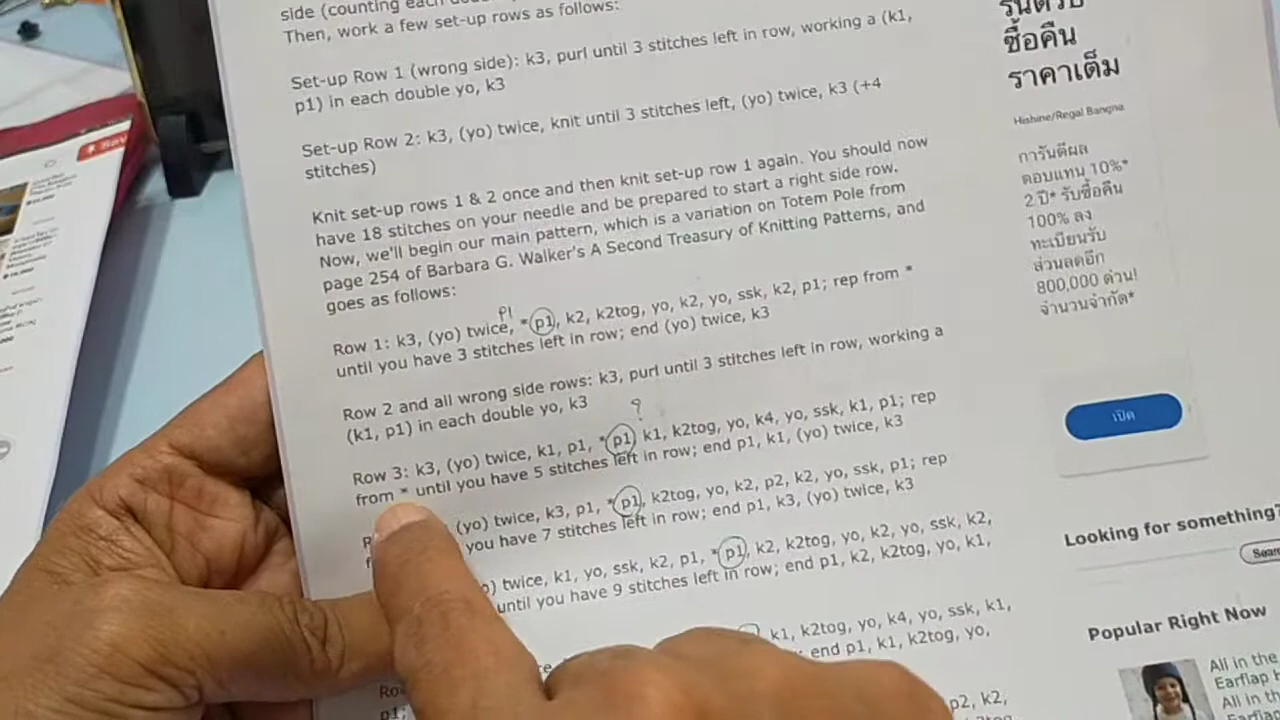 side (counting each
Then, work a few set-up rows as follows:
Set-up Row 1 (wrong side): k3, purl until 3 stitches left in row, working a (k1,
p1) in each double yo, k3
Set-up Row 2: k3, (yo) twice, knit until 3 stitches left, (yo) twice, k3 (+4
stitches)
Knit set-up rows 1 & 2 once and then knit set-up row 1 again. You should now
have 18 stitches on your needle and be prepared to start a right side row.
Now, we'll begin our main pattern, which is a variation on Totem Pole from
page 254 of Barbara G. Walker's A Second Treasury of Knitting Patterns, and
goes as follows:
p1
Row 1: k3, (yo) twice, *p1, k2, k2tog, yo, k2, yo, ssk, k2, p1; rep from *
until you have 3 stitches left in row; end (yo) twice, k3
Row 2 and all wrong side rows: k3, purl until 3 stitches left in row, working a
(k1, p1) in each double yo, k3
?
Row 3: k3, (yo) twice, k1, p1, *p1, k1, k2tog, yo, k4, yo, ssk, k1, p1; rep
from * until you have 5 stitches left in row; end p1, k1, (yo) twice, k3
(yo) twice, k3, p1, *p1, k2tog, yo, k2, p2, k2, yo, ssk, p1; rep
you have 7 stitches left in row; end p1, k3, (yo) twice, k3
twice, k1, yo, ssk, k2, p1, *p1, k2, k2tog, yo, k2, yo, ssk, k2,
until you have 9 stitches left in row; end p1, k2, k2tog, yo, k1,
k1, k2tog, yo, k4, yo, ssk, k1,
end p1, k1, k2tog, yo,
p1;
p2, k2,
ซื้อคืน
ราคาเต็ม
Hishine/Regal Bangna
การันตีผล
ตอบแทน 10%*
2 ปี* รับซื้อคืน
100% ลง
ทะเบียนรับ
ส่วนลดอีก
800,000 ด่วน!
จำนวนจำกัด*
เปิด
Looking for something?
Popular Right Now
All in the
Earflap H
All in th